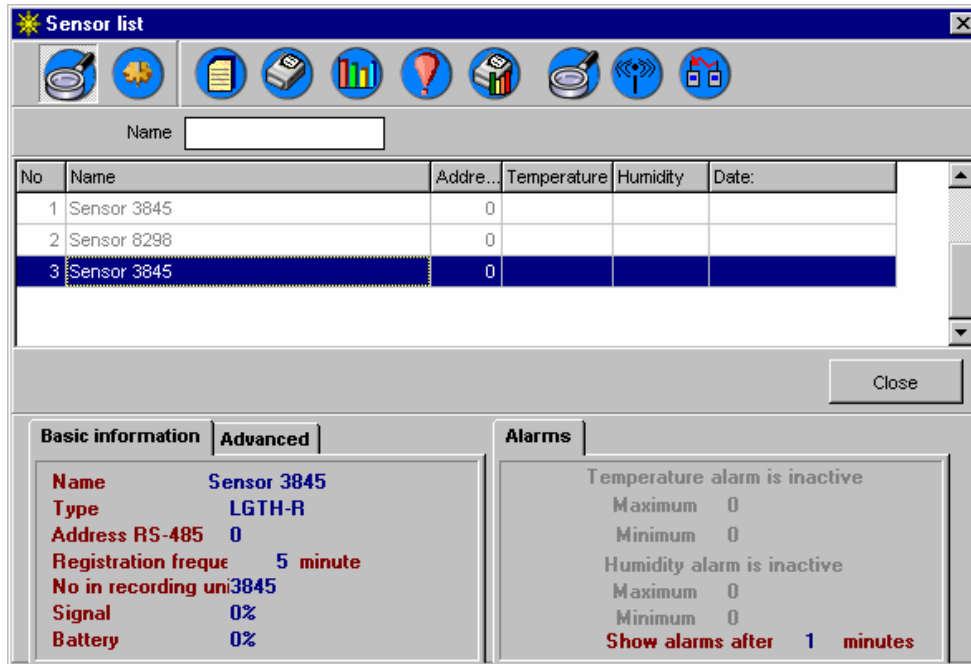 Sensor list
Name
No Name Addre... Temperature Humidity Date:
1 Sensor 3845 0
2 Sensor 8298 0
3 Sensor 3845 0
Close
Basic information Advanced
Name Sensor 3845
Type LGTH-R
Address RS-485 0
Registration freque 5 minute
No in recording uni3845
Signal 0%
Battery 0%
Alarms
Temperature alarm is inactive
Maximum 0
Minimum 0
Humidity alarm is inactive
Maximum 0
Minimum 0
Show alarms after 1 minutes